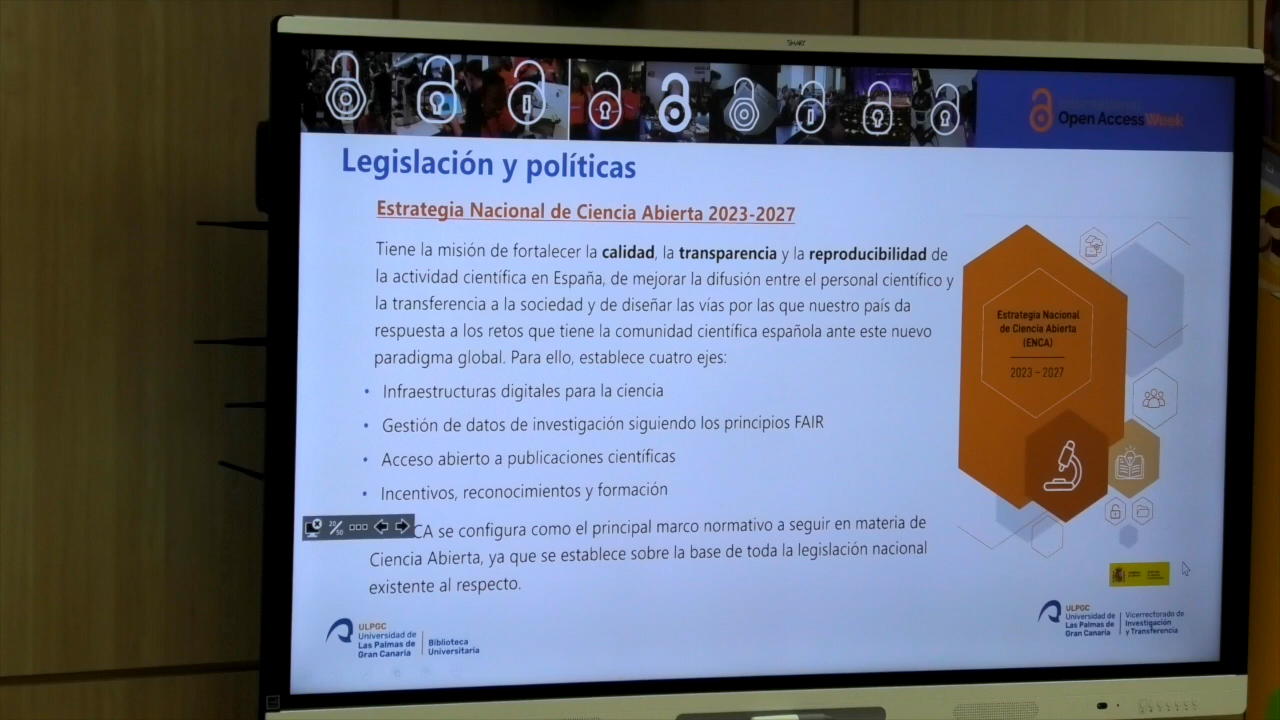 SMART
INTERNATIONAL
Open Access Week
Legislación y políticas
Estrategia Nacional de Ciencia Abierta 2023-2027
Tiene la misión de fortalecer la calidad, la transparencia y la reproducibilidad de
la actividad científica en España, de mejorar la difusión entre el personal científico y
la transferencia a la sociedad y de diseñar las vías por las que nuestro país da
respuesta a los retos que tiene la comunidad científica española ante este nuevo
paradigma global. Para ello, establece cuatro ejes:
• Infraestructuras digitales para la ciencia
• Gestión de datos de investigación siguiendo los principios FAIR
• Acceso abierto a publicaciones científicas
• Incentivos, reconocimientos y formación
CA se configura como el principal marco normativo a seguir en materia de
Ciencia Abierta, ya que se establece sobre la base de toda la legislación nacional
existente al respecto.
20/50
Estrategia Nacional
de Ciencia Abierta
(ENCA)
2023 – 2027
ULPGC
Universidad de
Las Palmas de
Gran Canaria
Biblioteca
Universitaria
ULPGC
Universidad de
Las Palmas de
Gran Canaria
Vicerrectorado de
Investigación
y Transferencia